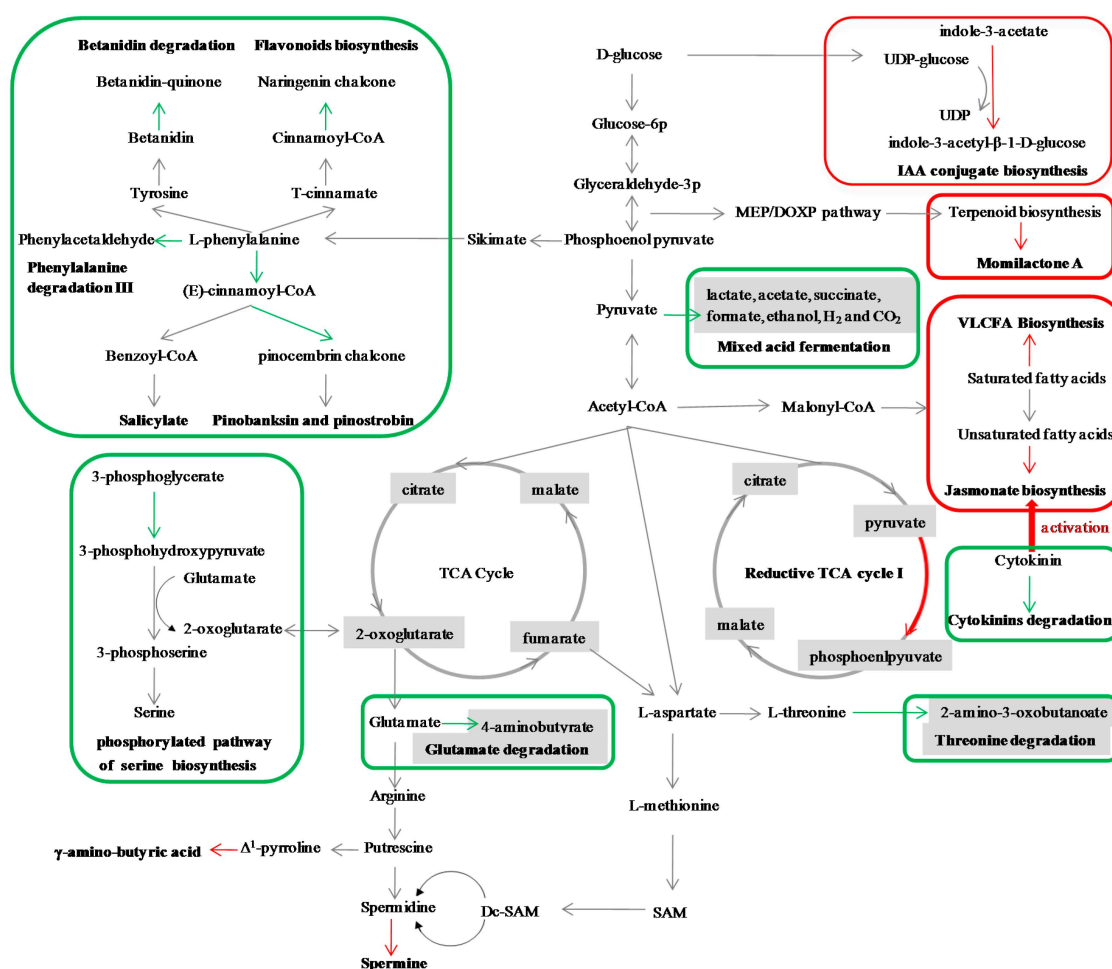 Betanidin degradation
Flavonoids biosynthesis
Betanidin-quinone
Naringenin chalcone
Betanidin
Cinnamoyl-CoA
Tyrosine
T-cinnamate
Phenylacetaldehyde
L-phenylalanine
Phenylalanine
degradation III
(E)-cinnamoyl-CoA
Benzoyl-CoA
pinocembrin chalcone
Salicylate
Pinobanksin and pinostrobin
D-glucose
Glucose-6p
Glyceraldehyde-3p
Sikimate
Phosphoenol pyruvate
Pyruvate
Acetyl-CoA
indole-3-acetate
UDP-glucose
UDP
indole-3-acetyl-β-1-D-glucose
IAA conjugate biosynthesis
MEP/DOXP pathway
Terpenoid biosynthesis
Momilactone A
lactate, acetate, succinate,
formate, ethanol, H₂ and CO₂
Mixed acid fermentation
Malonyl-CoA
VLCFA Biosynthesis
Saturated fatty acids
Unsaturated fatty acids
Jasmonate biosynthesis
activation
Cytokinin
Cytokinins degradation
3-phosphoglycerate
3-phosphohydroxypyruvate
Glutamate
2-oxoglutarate
3-phosphoserine
Serine
phosphorylated pathway
of serine biosynthesis
citrate
malate
TCA Cycle
2-oxoglutarate
fumarate
citrate
pyruvate
Reductive TCA cycle I
malate
phosphoenlpyuvate
Glutamate
4-aminobutyrate
Glutamate degradation
L-aspartate
L-threonine
2-amino-3-oxobutanoate
Threonine degradation
Arginine
L-methionine
γ-amino-butyric acid
Δ¹-pyrroline
Putrescine
Spermidine
Dc-SAM
SAM
Spermine